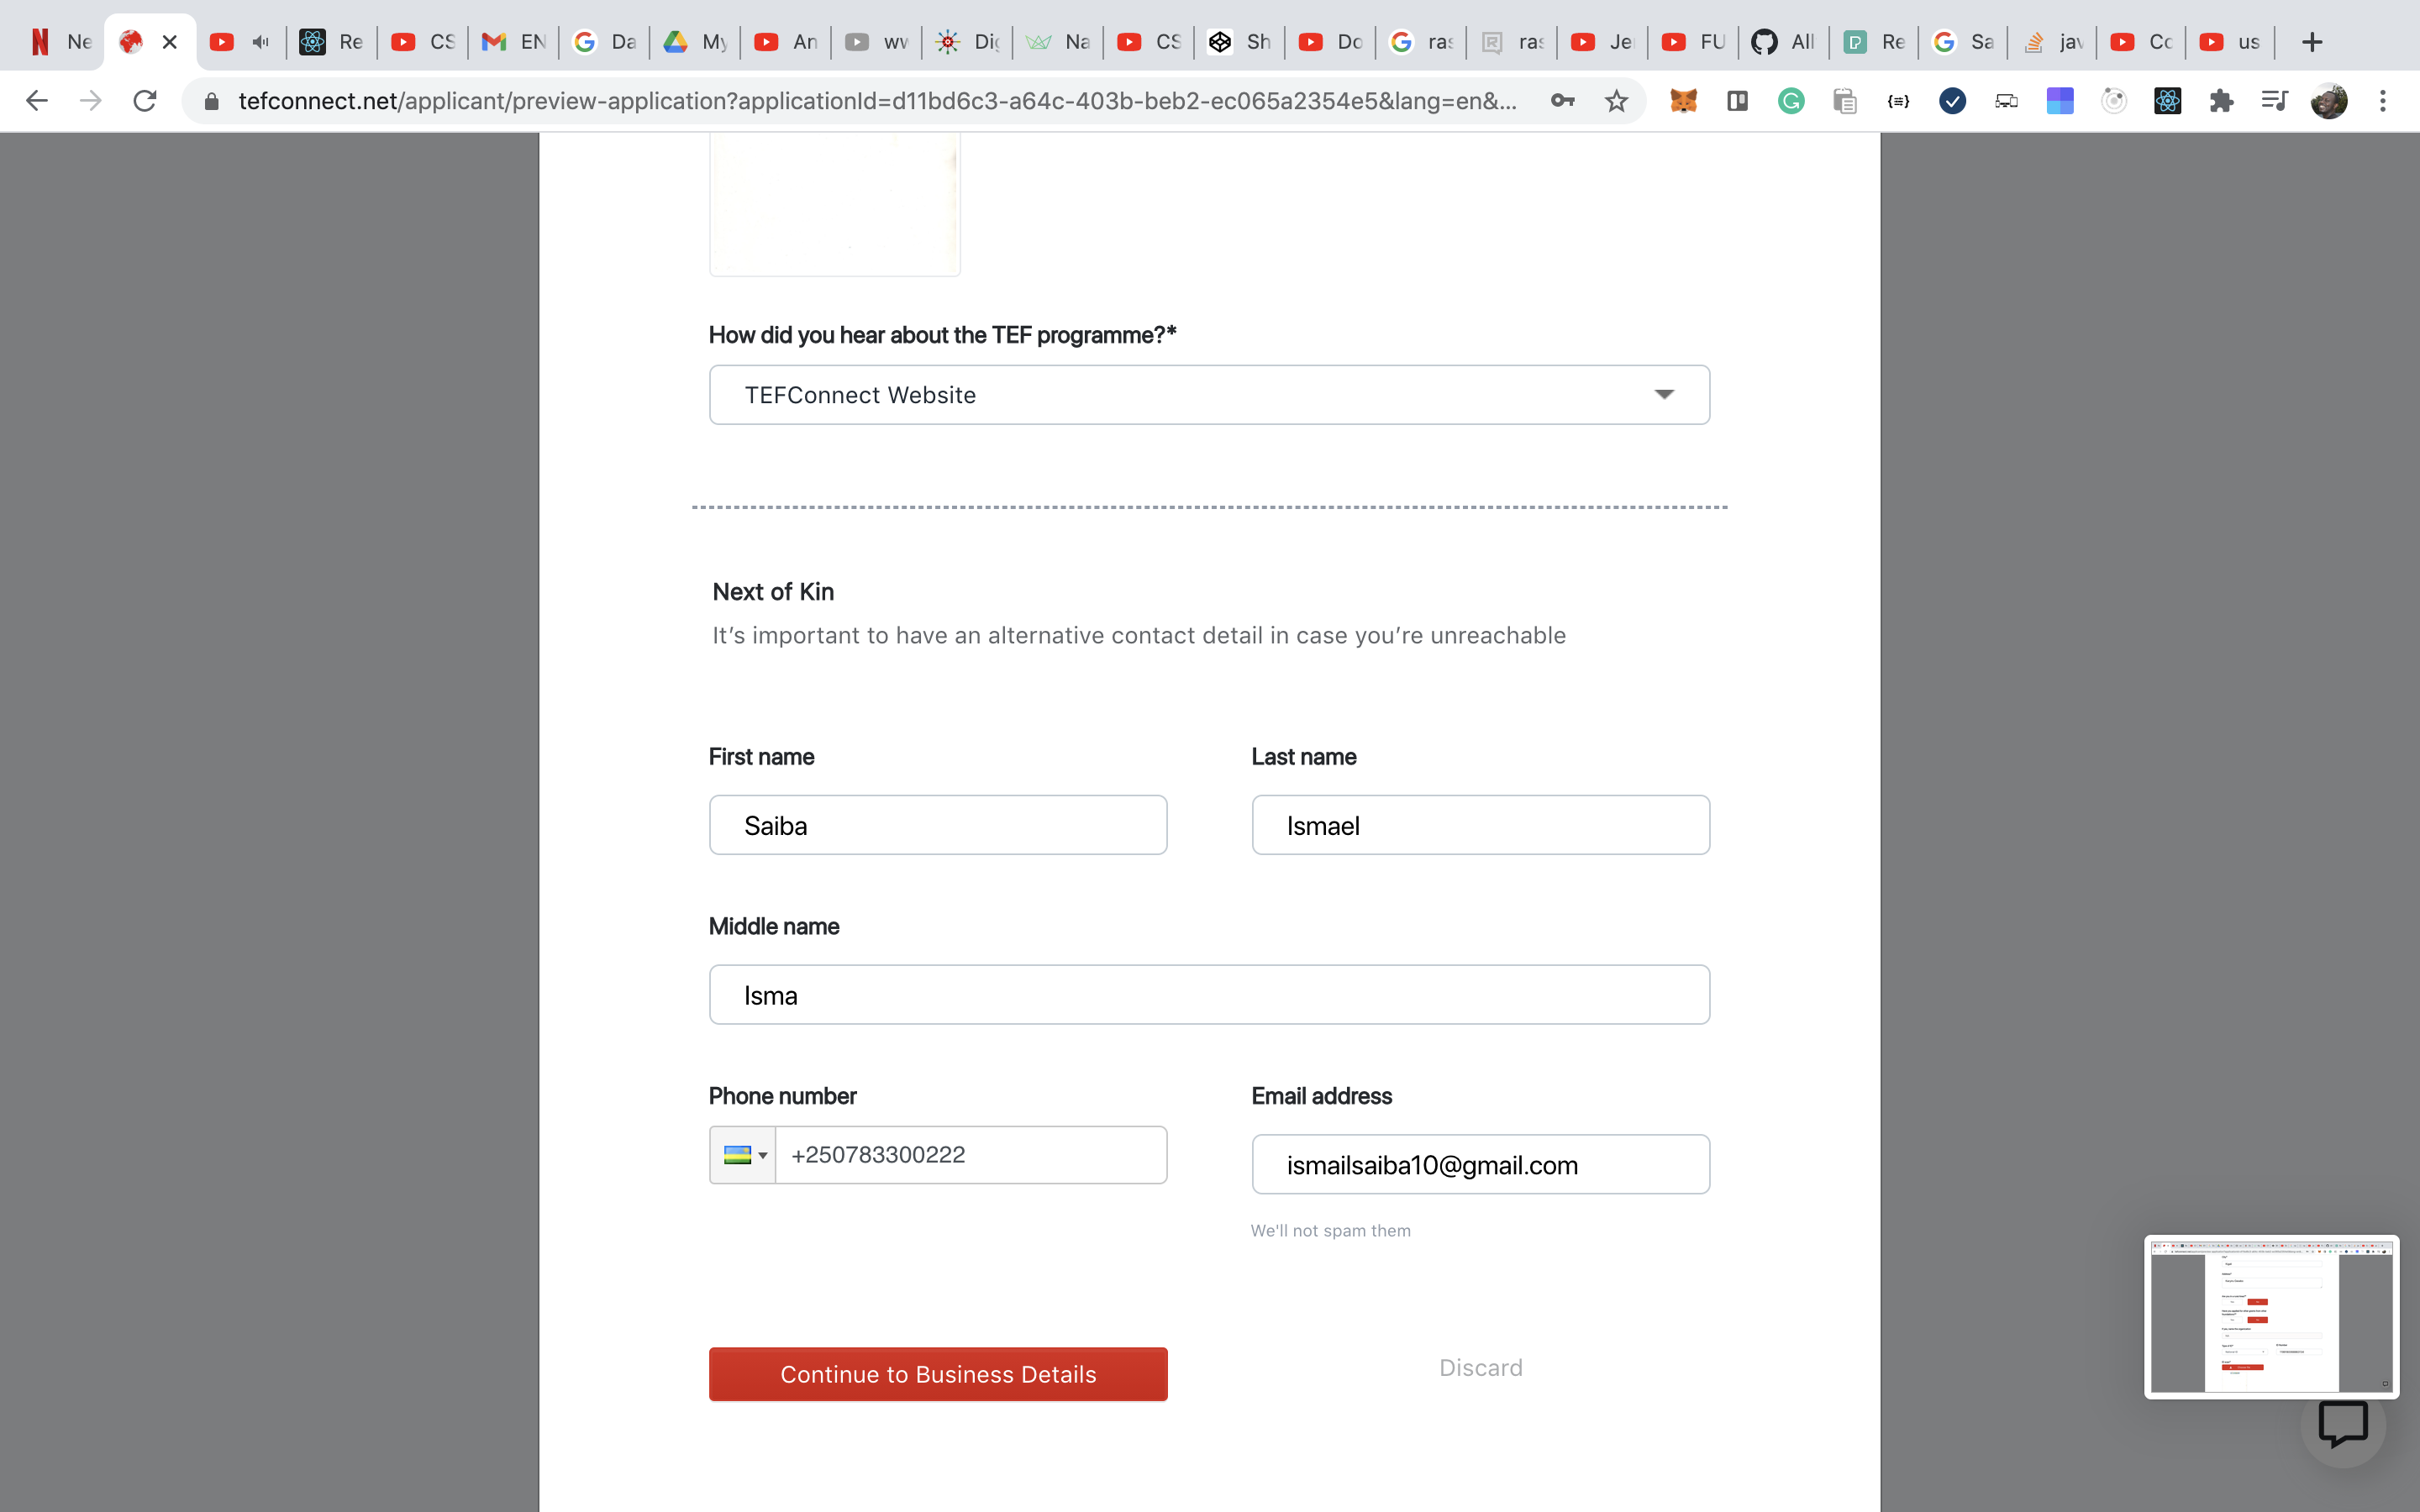 Ne
Re
CS
EN
Da
My
An
Di
Na
CS
Sh
Do
ras
ras
Je
FU
All
Re
Sa
jav
Co
us
tefconnect.net/applicant/preview-application?applicationId=d11bd6c3-a64c-403b-beb2-ec065a2354e5&lang=en&...
How did you hear about the TEF programme?*
TEFConnect Website
Next of Kin
It’s important to have an alternative contact detail in case you’re unreachable
First name
Last name
Saiba
Ismael
Middle name
Isma
Phone number
Email address
+250783300222
ismailsaiba10@gmail.com
We'll not spam them
Continue to Business Details
Discard